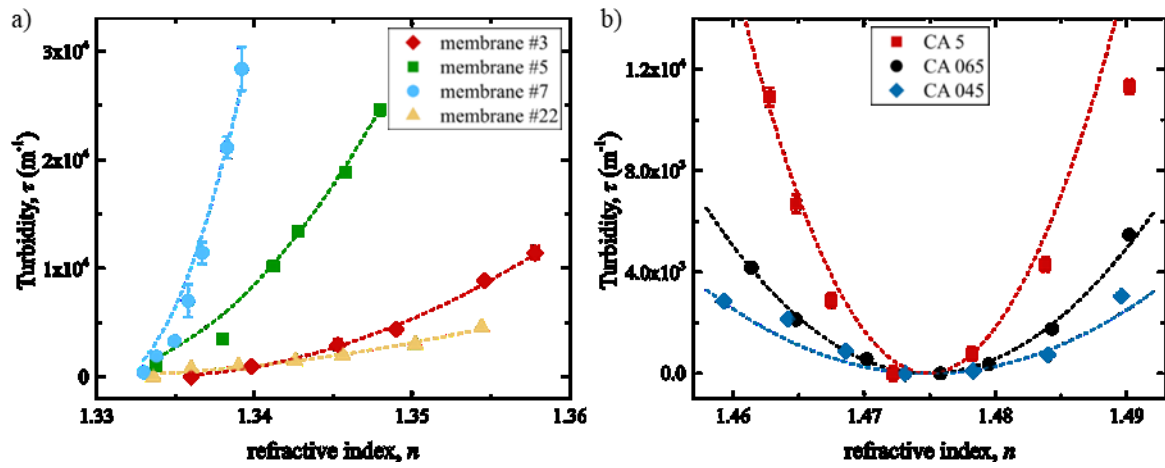 a)
Turbidity, τ (m⁻¹)
3x10⁴
2x10⁴
1x10⁴
0
1.33
1.34
1.35
1.36
refractive index, n
membrane #3
membrane #5
membrane #7
membrane #22
b)
Turbidity, τ (m⁻¹)
1.2x10⁴
8.0x10³
4.0x10³
0.0
1.46
1.47
1.48
1.49
refractive index, n
CA 5
CA 065
CA 045